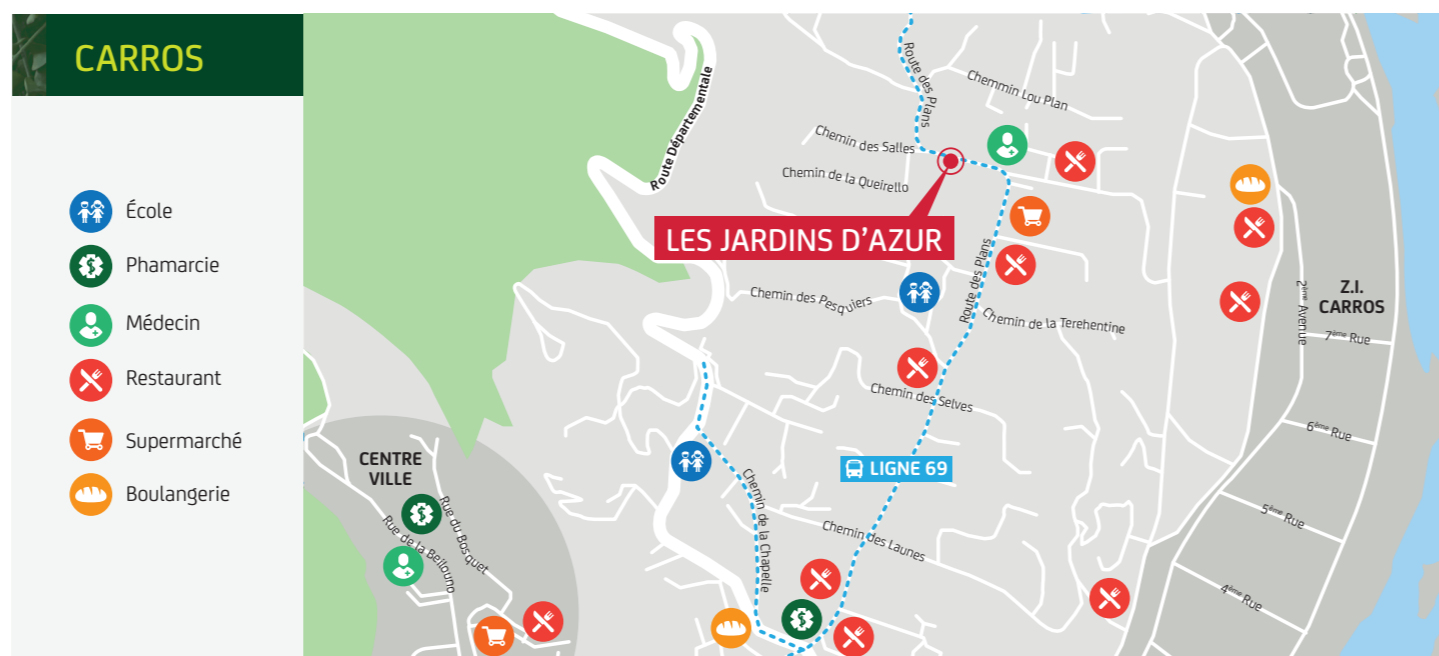 CARROS
École
Phamarcie
Médecin
Restaurant
Supermarché
Boulangerie
Route Départementale
Route des Plans
Chemmin Lou Plan
Chemin des Salles
Chemin de la Queirello
LES JARDINS D'AZUR
Route des Plans
Chemin des Pesquiers
Chemin de la Terehentine
2ème Avenue
Z.I.
CARROS
7ème Rue
Chemin des Selves
6ème Rue
CENTRE
VILLE
LIGNE 69
Rue du Bosquet
Rue de la Beilouno
Chemin de la Chapelle
Chemin des Launes
5ème Rue
4ème Rue